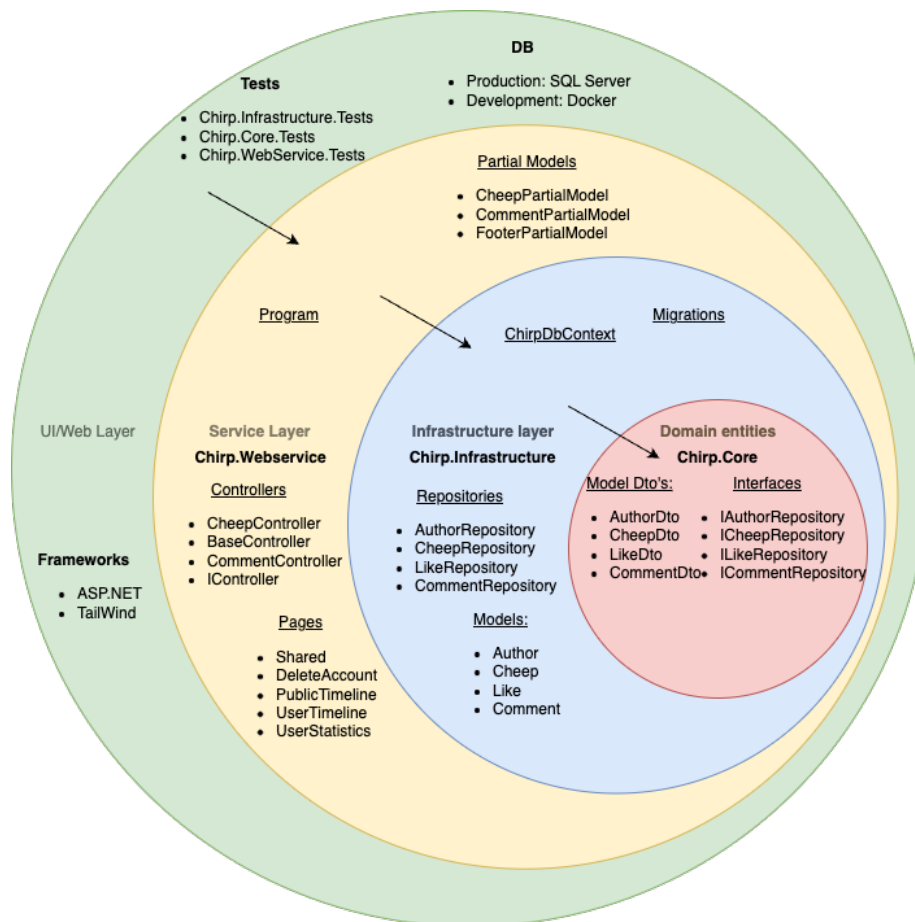 DB
• Production: SQL Server
• Development: Docker
Tests
• Chirp.Infrastructure.Tests
• Chirp.Core.Tests
• Chirp.WebService.Tests
Partial Models
• CheepPartialModel
• CommentPartialModel
• FooterPartialModel
Program
ChirpDbContext
Migrations
UI/Web Layer
Service Layer
Chirp.Webservice
Controllers
• CheepController
• BaseController
• CommentController
• IController
Pages
• Shared
• DeleteAccount
• PublicTimeline
• UserTimeline
• UserStatistics
Infrastructure layer
Chirp.Infrastructure
Repositories
• AuthorRepository
• CheepRepository
• LikeRepository
• CommentRepository
Models:
• Author
• Cheep
• Like
• Comment
Domain entities
Chirp.Core
Model Dto's:
• AuthorDto
• CheepDto
• LikeDto
• CommentDto
Interfaces
• IAuthorRepository
• ICheepRepository
• ILikeRepository
• ICommentRepository
Frameworks
• ASP.NET
• TailWind